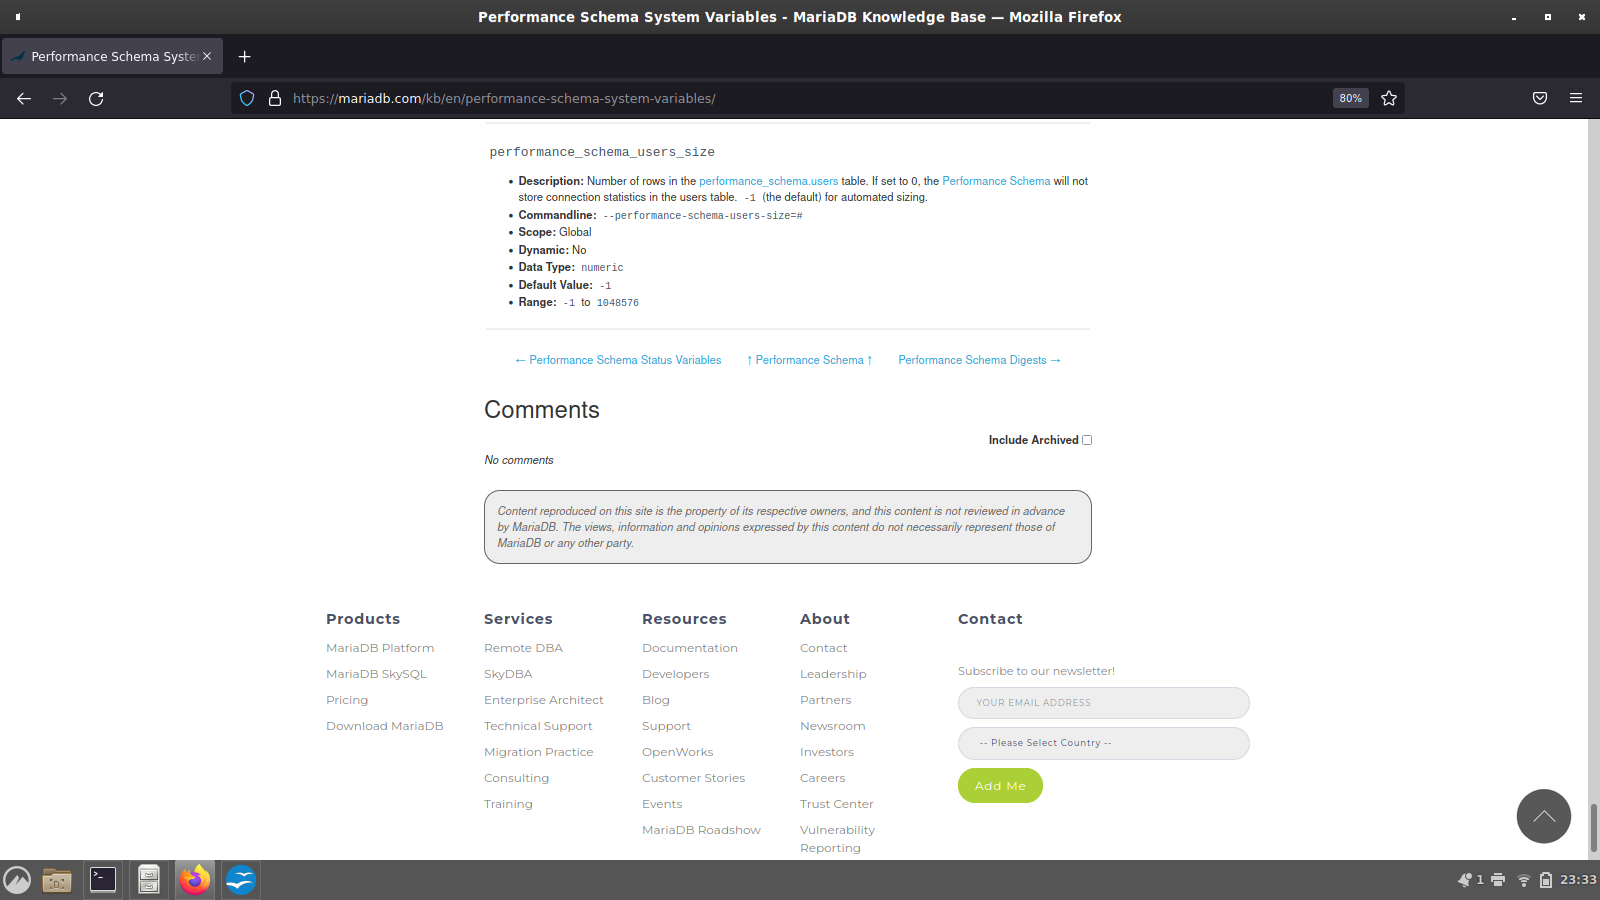 Performance Schema System Variables - MariaDB Knowledge Base — Mozilla Firefox
Performance Schema Syste
https://mariadb.com/kb/en/performance-schema-system-variables/
80%
performance_schema_users_size
• Description: Number of rows in the performance_schema.users table. If set to 0, the Performance Schema will not
store connection statistics in the users table. -1 (the default) for automated sizing.
• Commandline: --performance-schema-users-size=#
• Scope: Global
• Dynamic: No
• Data Type: numeric
• Default Value: -1
• Range: -1 to 1048576
← Performance Schema Status Variables ↑ Performance Schema ↑ Performance Schema Digests →
Comments
Include Archived
No comments
Content reproduced on this site is the property of its respective owners, and this content is not reviewed in advance
by MariaDB. The views, information and opinions expressed by this content do not necessarily represent those of
MariaDB or any other party.
Products
MariaDB Platform
MariaDB SkySQL
Pricing
Download MariaDB
Services
Remote DBA
SkyDBA
Enterprise Architect
Technical Support
Migration Practice
Consulting
Training
Resources
Documentation
Developers
Blog
Support
OpenWorks
Customer Stories
Events
MariaDB Roadshow
About
Contact
Leadership
Partners
Newsroom
Investors
Careers
Trust Center
Vulnerability
Reporting
Contact
Subscribe to our newsletter!
YOUR EMAIL ADDRESS
-- Please Select Country --
Add Me
1
23:33